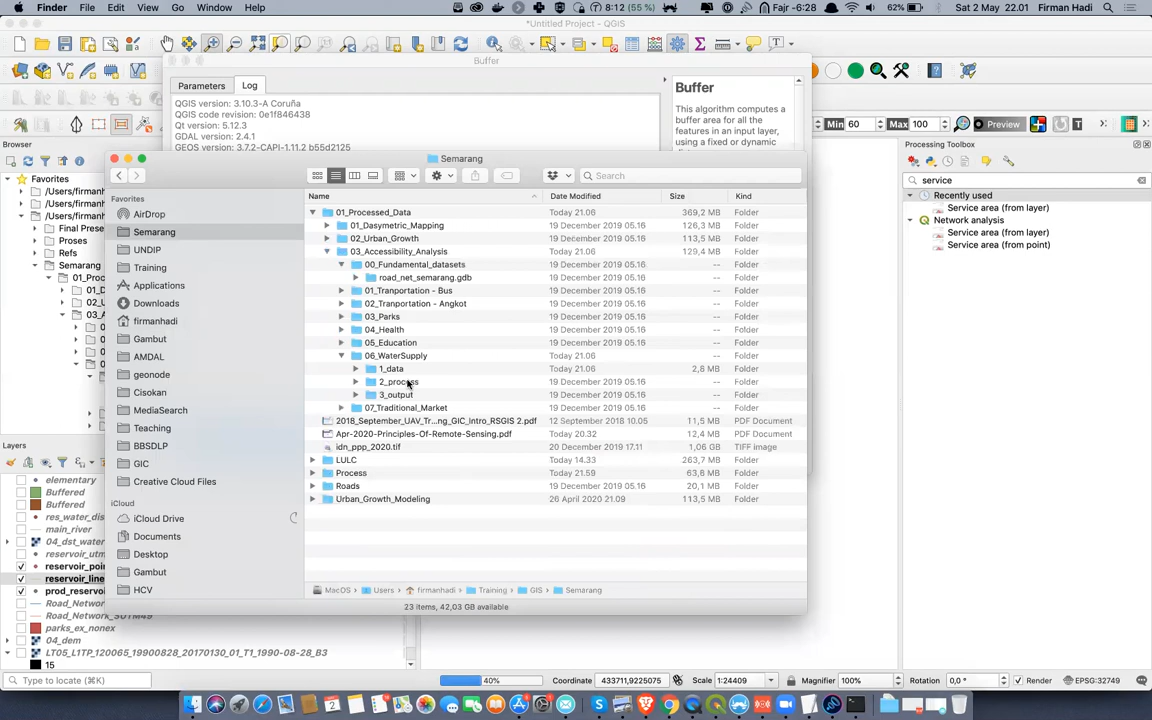 Finder File Edit View Go Window Help 8:12 (55 %) Fajr -6:28 62% Sat 2 May 22.01 Firman Hadi
*Untitled Project - QGIS
Buffer
Parameters Log
QGIS version: 3.10.3-A Coruña
QGIS code revision: 0e1f846438
Qt version: 5.12.3
GDAL version: 2.4.1
GEOS version: 3.7.2-CAPI-1.11.2 b55d2125
Buffer
This algorithm computes a
buffer area for all the
features in an input layer,
using a fixed or dynamic
Min 60 Max 100 Preview
Browser
Favorites
/Users/firmanh
/Users/firmanh
/Users/firmanh
Final Prese
Proses
Refs
Semarang
01_Proc
Processing Toolbox
service
Recently used
Service area (from layer)
Network analysis
Service area (from layer)
Service area (from point)
Semarang
Search
Favorites
AirDrop
Semarang
UNDIP
Training
Applications
Downloads
firmanhadi
Gambut
AMDAL
geonode
Cisokan
MediaSearch
Teaching
BBSDLP
GIC
Creative Cloud Files
iCloud
iCloud Drive
Documents
Desktop
Gambut
HCV
Name Date Modified Size Kind
01_Processed_Data Today 21.06 369,2 MB Folder
01_Dasymetric_Mapping 19 December 2019 05.16 126,3 MB Folder
02_Urban_Growth 19 December 2019 05.16 113,5 MB Folder
03_Accessibility_Analysis Today 21.06 129,4 MB Folder
00_Fundamental_datasets 19 December 2019 05.16 -- Folder
road_net_semarang.gdb 19 December 2019 05.16 -- Folder
01_Tranportation - Bus 19 December 2019 05.16 -- Folder
02_Tranportation - Angkot 19 December 2019 05.16 -- Folder
03_Parks 19 December 2019 05.16 -- Folder
04_Health 19 December 2019 05.16 -- Folder
05_Education 19 December 2019 05.16 -- Folder
06_WaterSupply Today 21.06 -- Folder
1_data Today 21.06 2,8 MB Folder
2_process 19 December 2019 05.16 -- Folder
3_output 19 December 2019 05.16 -- Folder
07_Traditional_Market 19 December 2019 05.16 -- Folder
2018_September_UAV_Tr...ng_GIC_Intro_RSGIS 2.pdf 12 September 2018 10.05 11,5 MB PDF Document
Apr-2020-Principles-Of-Remote-Sensing.pdf Today 20.32 12,4 MB PDF Document
idn_ppp_2020.tif 20 December 2019 17.11 1,06 GB TIFF image
LULC Today 14.33 263,7 MB Folder
Process Today 21.59 63,8 MB Folder
Roads 19 December 2019 05.16 20,1 MB Folder
Urban_Growth_Modeling 26 April 2020 21.09 113,5 MB Folder
MacOS Users firmanhadi Training GIS Semarang
23 items, 42,03 GB available
Layers
elementary
Buffered
Buffered
res_water_dis
main_river
04_dst_water
reservoir_utm
reservoir_poi
reservoir_line
prod_reservo
Road_Network
Road_Network_SUTM49
parks_ex_nonex
04_dem
LT05_L1TP_120065_19900828_20170130_01_T1_1990-08-28_B3
15
Type to locate (⌘K) 40% Coordinate 433711,9225075 Scale 1:24409 Magnifier 100% Rotation 0,0 ° Render EPSG:32749